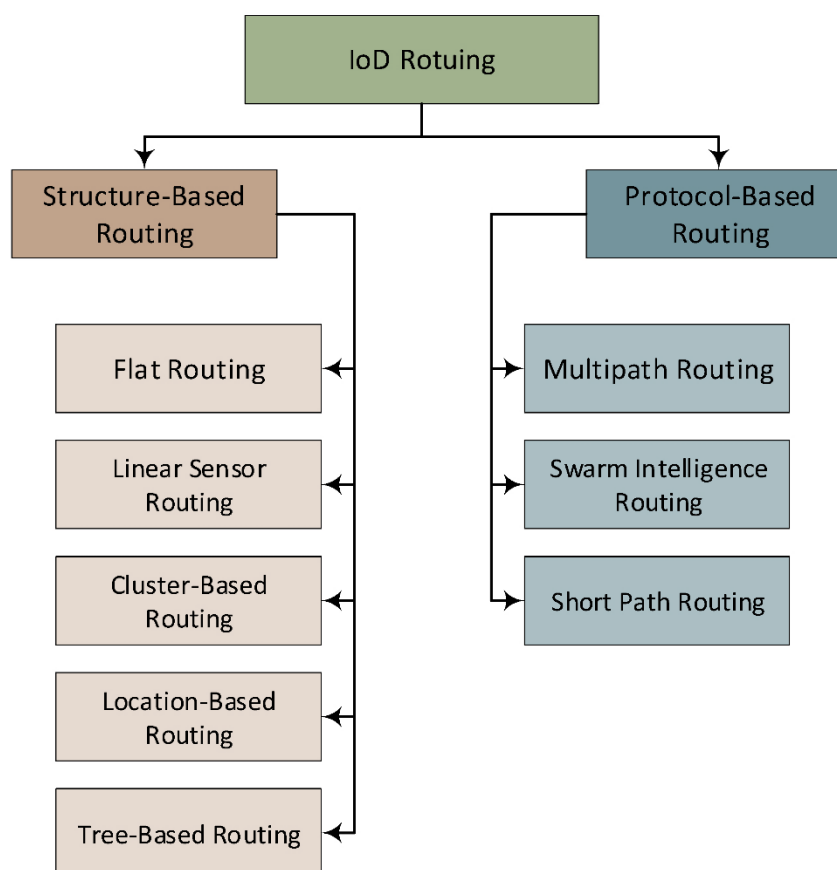 IoD Rotuing
Structure-Based
Routing
Protocol-Based
Routing
Flat Routing
Linear Sensor
Routing
Cluster-Based
Routing
Location-Based
Routing
Tree-Based Routing
Multipath Routing
Swarm Intelligence
Routing
Short Path Routing